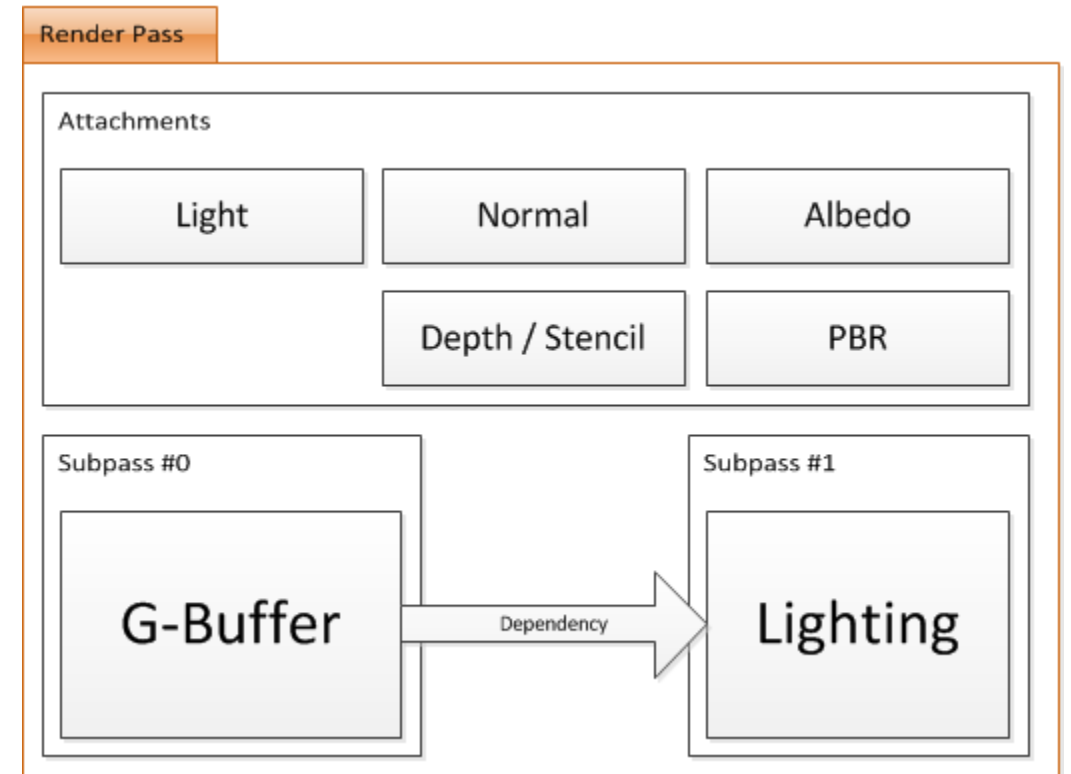 Render Pass
Attachments
Light
Normal
Albedo
Depth / Stencil
PBR
Subpass #0
Subpass #1
G-Buffer
Dependency
Lighting